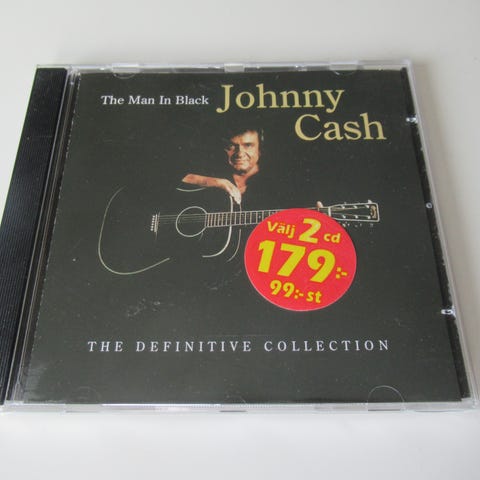 The Man In Black Johnny
Cash
Välj 2 cd
179:-
99:-st
THE DEFINITIVE COLLECTION